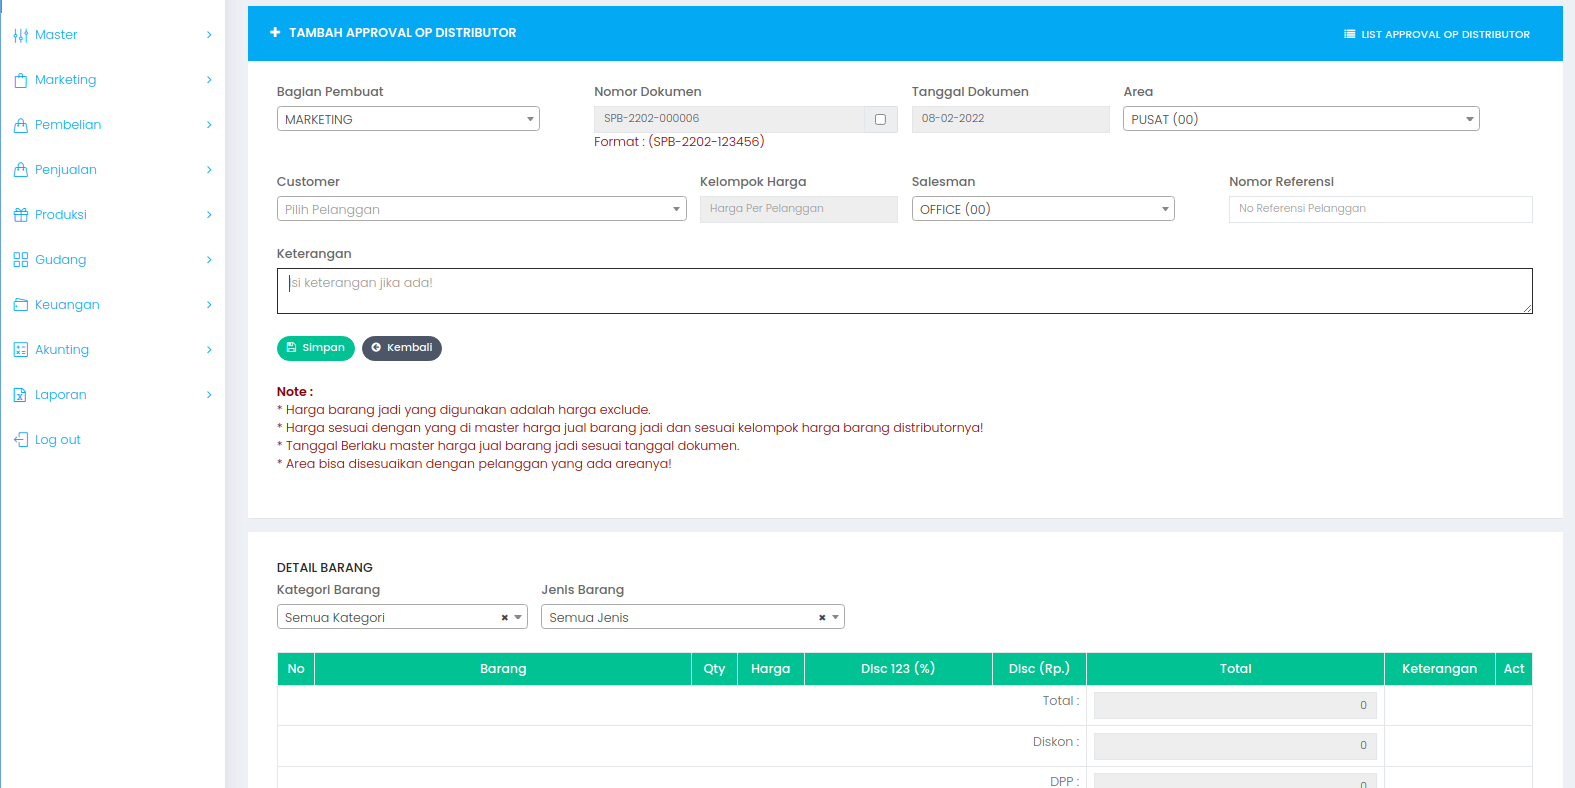 Master
Marketing
Pembelian
Penjualan
Produksi
Gudang
Keuangan
Akunting
Laporan
Log out
TAMBAH APPROVAL OP DISTRIBUTOR
LIST APPROVAL OP DISTRIBUTOR
Bagian Pembuat Nomor Dokumen Tanggal Dokumen Area
MARKETING SPB-2202-000006 08-02-2022 PUSAT (00)
Format : (SPB-2202-123456)
Customer Kelompok Harga Salesman Nomor Referensi
Pilih Pelanggan Harga Per Pelanggan OFFICE (00) No Referensi Pelanggan
Keterangan
Isi keterangan jika ada!
Simpan Kembali
Note :
* Harga barang jadi yang digunakan adalah harga exclude.
* Harga sesuai dengan yang di master harga jual barang jadi dan sesuai kelompok harga barang distributornya!
* Tanggal Berlaku master harga jual barang jadi sesuai tanggal dokumen.
* Area bisa disesuaikan dengan pelanggan yang ada areanya!
DETAIL BARANG
Kategori Barang Jenis Barang
Semua Kategori Semua Jenis
No Barang Qty Harga Disc 123 (%) Disc (Rp.) Total Keterangan Act
Total : 0
Diskon : 0
DPP : 0